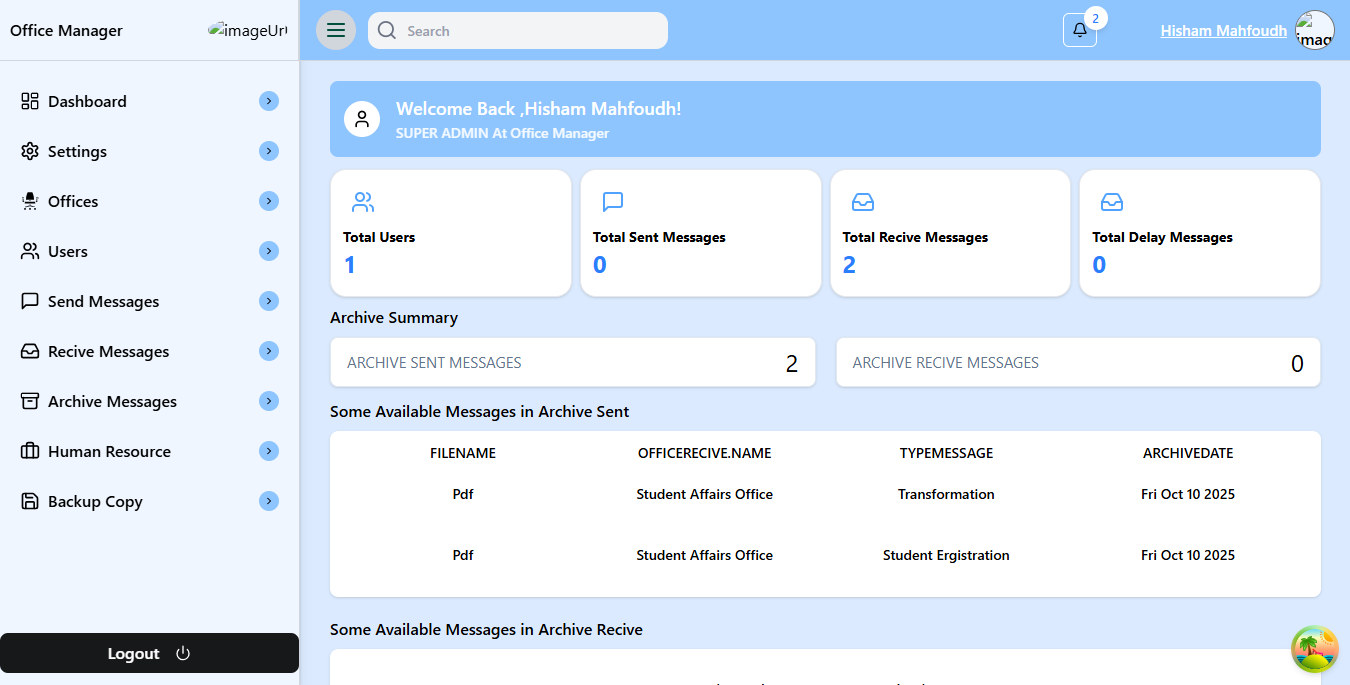 Office Manager
imageUrl
Search
2
Hisham Mahfoudh
imag
Dashboard
Settings
Offices
Users
Send Messages
Recive Messages
Archive Messages
Human Resource
Backup Copy
Logout
Welcome Back ,Hisham Mahfoudh!
SUPER ADMIN At Office Manager
Total Users
1
Total Sent Messages
0
Total Recive Messages
2
Total Delay Messages
0
Archive Summary
ARCHIVE SENT MESSAGES 2
ARCHIVE RECIVE MESSAGES 0
Some Available Messages in Archive Sent
FILENAME OFFICERECIVE.NAME TYPEMESSAGE ARCHIVEDATE
Pdf Student Affairs Office Transformation Fri Oct 10 2025
Pdf Student Affairs Office Student Ergistration Fri Oct 10 2025
Some Available Messages in Archive Recive